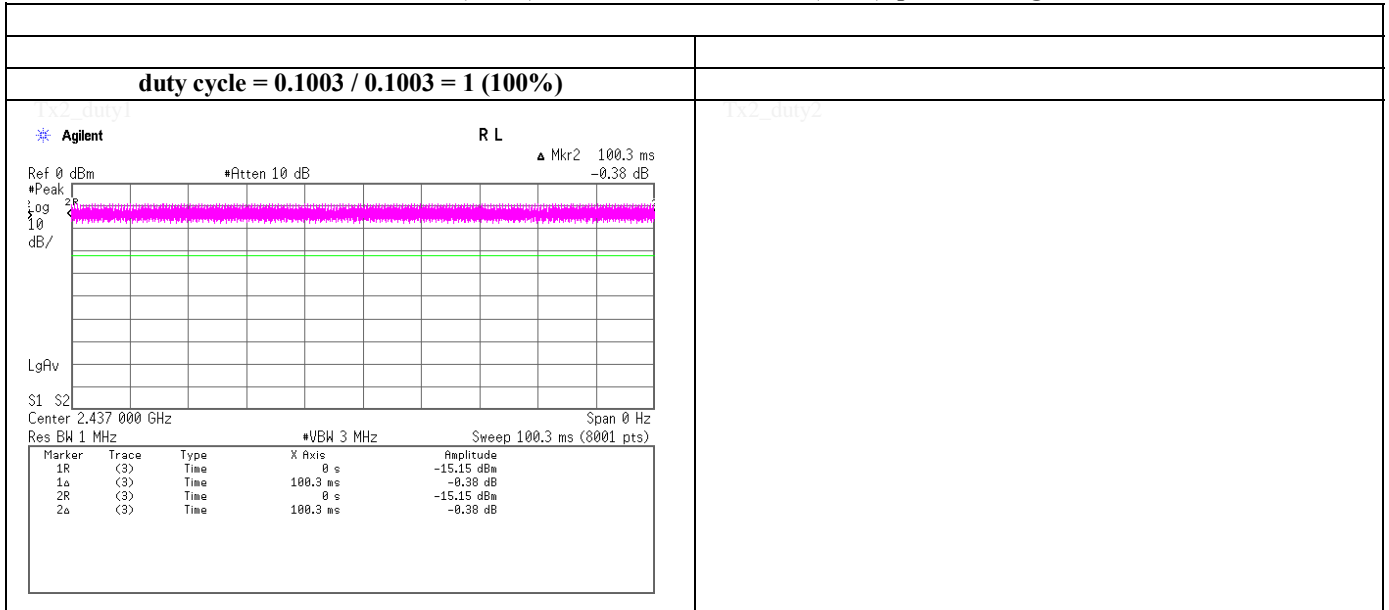 duty cycle = 0.1003 / 0.1003 = 1 (100%)
Tx2_duty1
Tx2_duty2
Agilent
R L
Δ Mkr2 100.3 ms
Ref 0 dBm #Atten 10 dB -0.38 dB
#Peak
Log
2R
10
dB/
LgAv
S1 S2
Center 2.437 000 GHz Span 0 Hz
Res BW 1 MHz #VBW 3 MHz Sweep 100.3 ms (8001 pts)
Marker Trace Type X Axis Amplitude
1R (3) Time 0 s -15.15 dBm
1Δ (3) Time 100.3 ms -0.38 dB
2R (3) Time 0 s -15.15 dBm
2Δ (3) Time 100.3 ms -0.38 dB